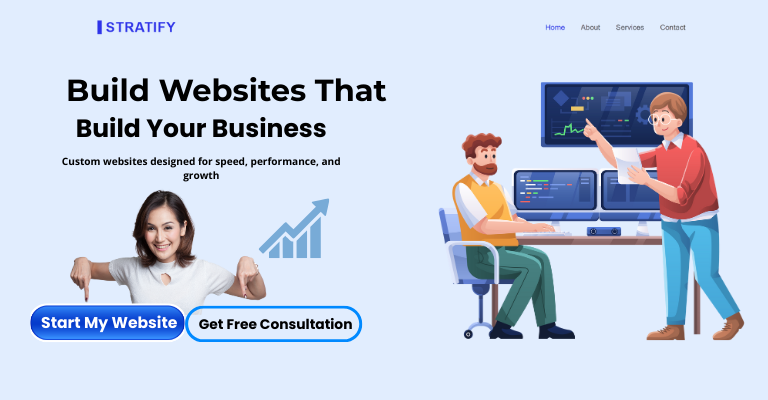 STRATIFY
Home About Services Contact
Build Websites That
Build Your Business
Custom websites designed for speed, performance, and
growth
Start My Website
Get Free Consultation